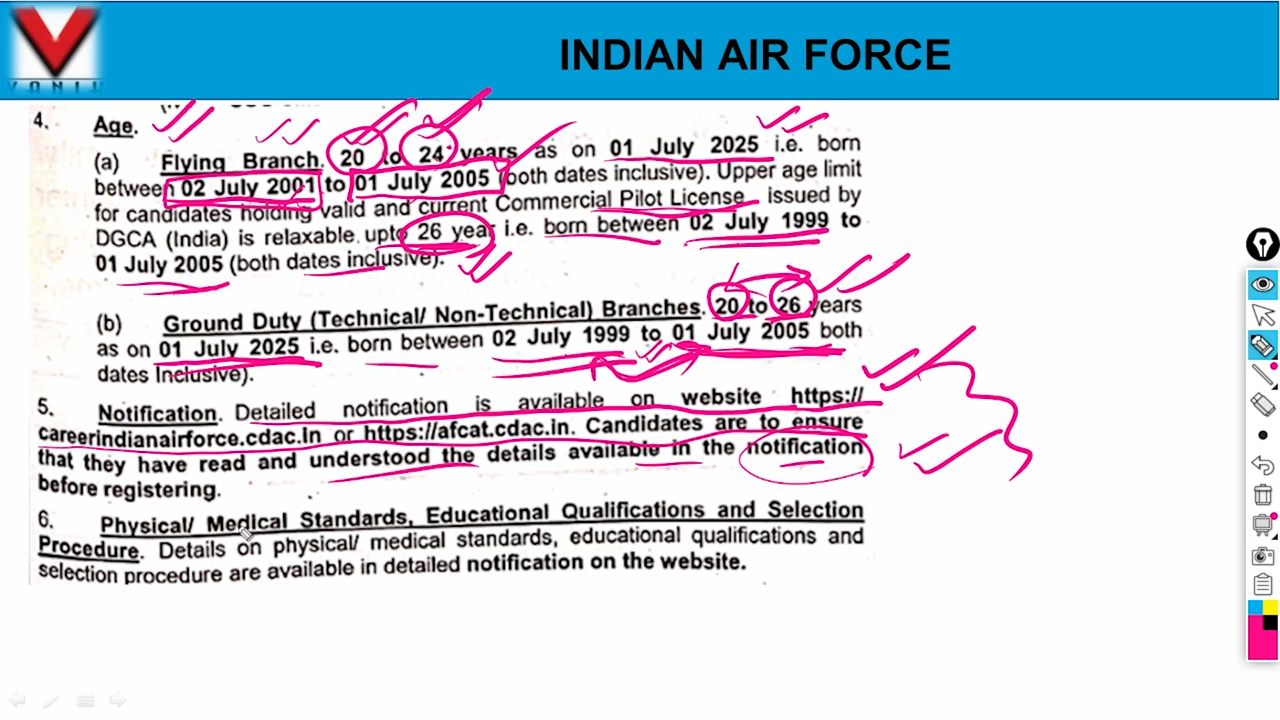 VANIJ
INDIAN AIR FORCE
4. Age.
(a) Flying Branch. 20 to 24 years as on 01 July 2025 i.e. born
between 02 July 2001 to 01 July 2005 (both dates inclusive). Upper age limit
for candidates holding valid and current Commercial Pilot License issued by
DGCA (India) is relaxable upto 26 year i.e. born between 02 July 1999 to
01 July 2005 (both dates inclusive).
(b) Ground Duty (Technical/ Non-Technical) Branches. 20 to 26 years
as on 01 July 2025 i.e. born between 02 July 1999 to 01 July 2005 both
dates Inclusive).
5. Notification. Detailed notification is available on website https://
careerindianairforce.cdac.in or https://afcat.cdac.in. Candidates are to ensure
that they have read and understood the details available in the notification
before registering.
6. Physical/ Medical Standards, Educational Qualifications and Selection
Procedure. Details on physical/ medical standards, educational qualifications and
selection procedure are available in detailed notification on the website.